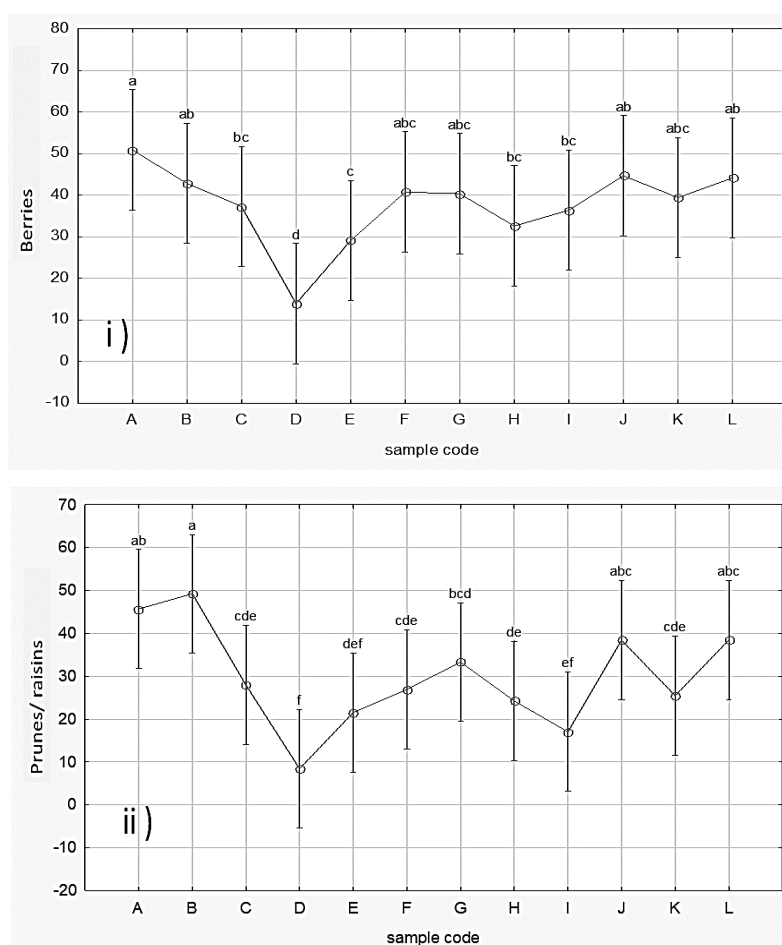 80
70
60
50
40
30
20
10
0
-10
Berries
a
ab
bc
d
c
abc
abc
bc
bc
ab
abc
ab
i )
A B C D E F G H I J K L
sample code
70
60
50
40
30
20
10
0
-10
-20
Prunes/ raisins
ab
a
cde
f
def
cde
bcd
de
ef
abc
cde
abc
ii )
A B C D E F G H I J K L
sample code